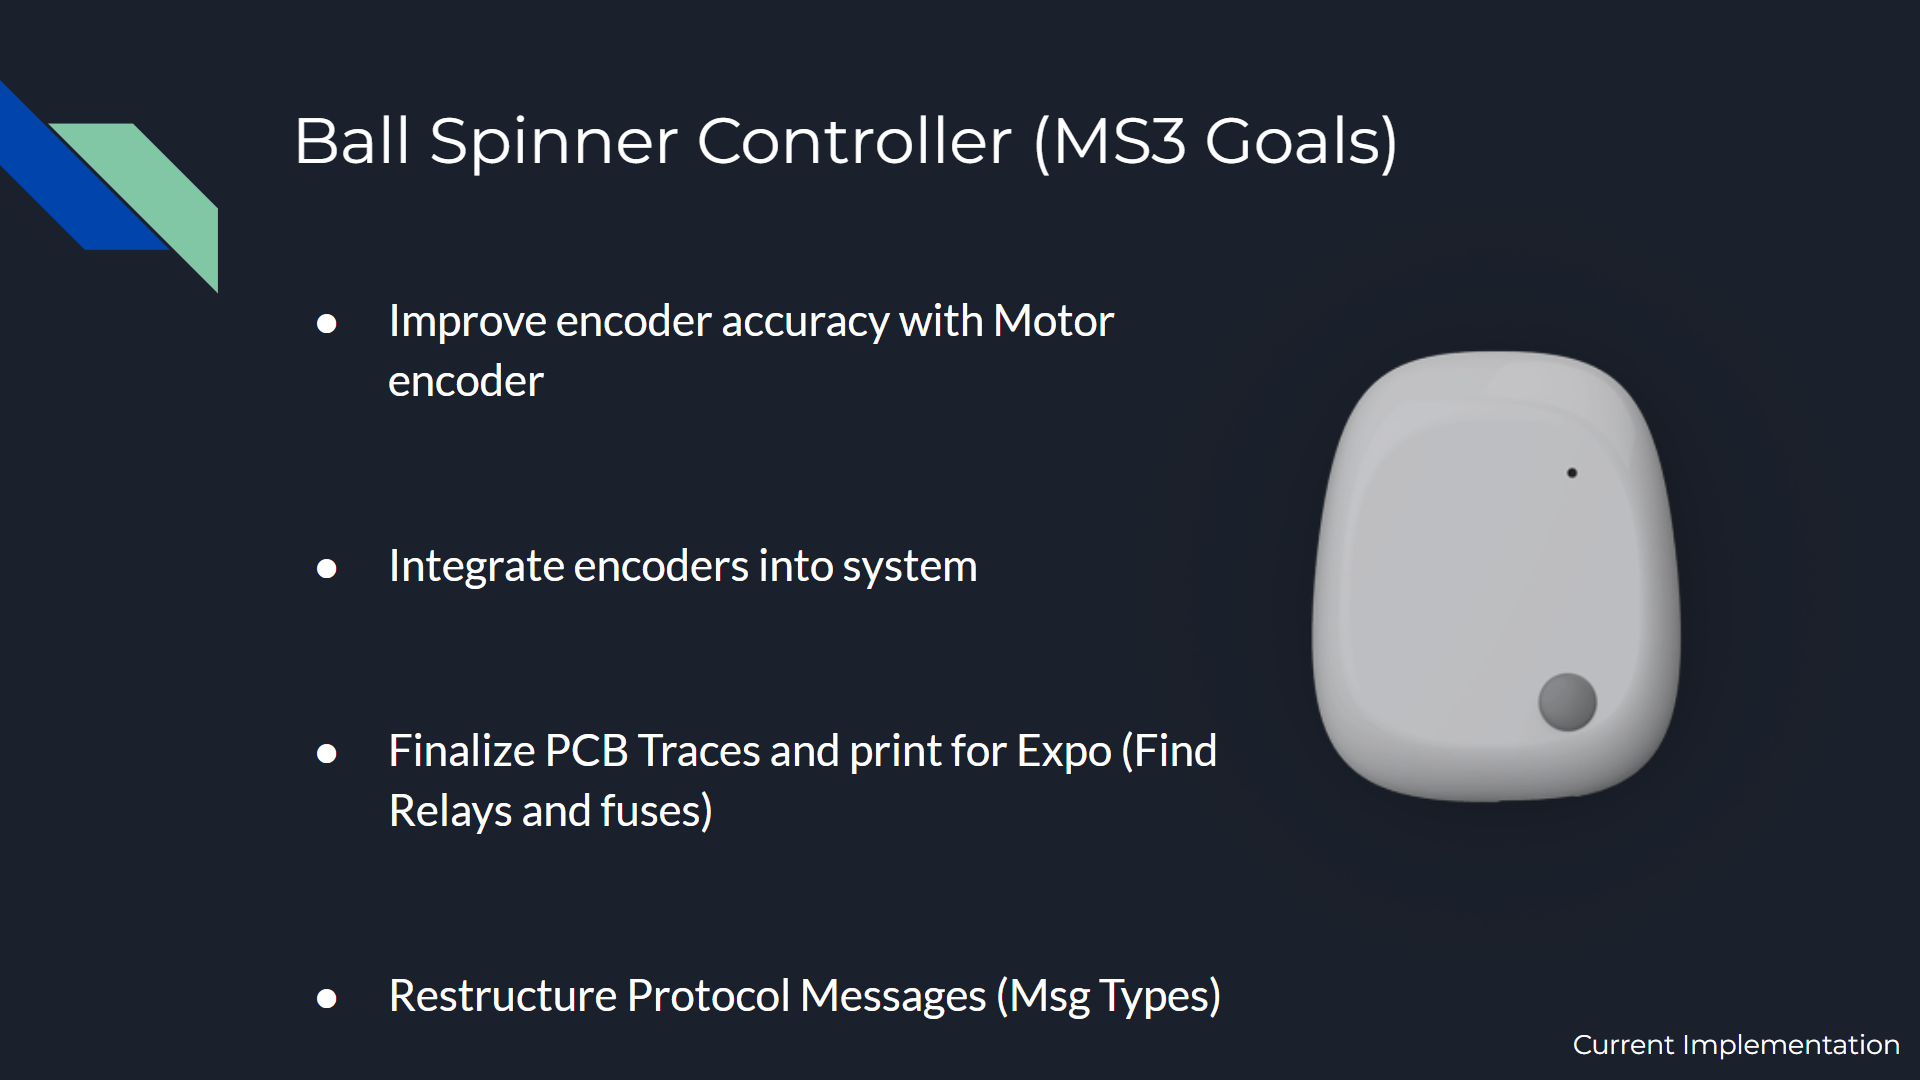 Ball Spinner Controller (MS3 Goals)
● Improve encoder accuracy with Motor
encoder
● Integrate encoders into system
● Finalize PCB Traces and print for Expo (Find
Relays and fuses)
● Restructure Protocol Messages (Msg Types)
Current Implementation